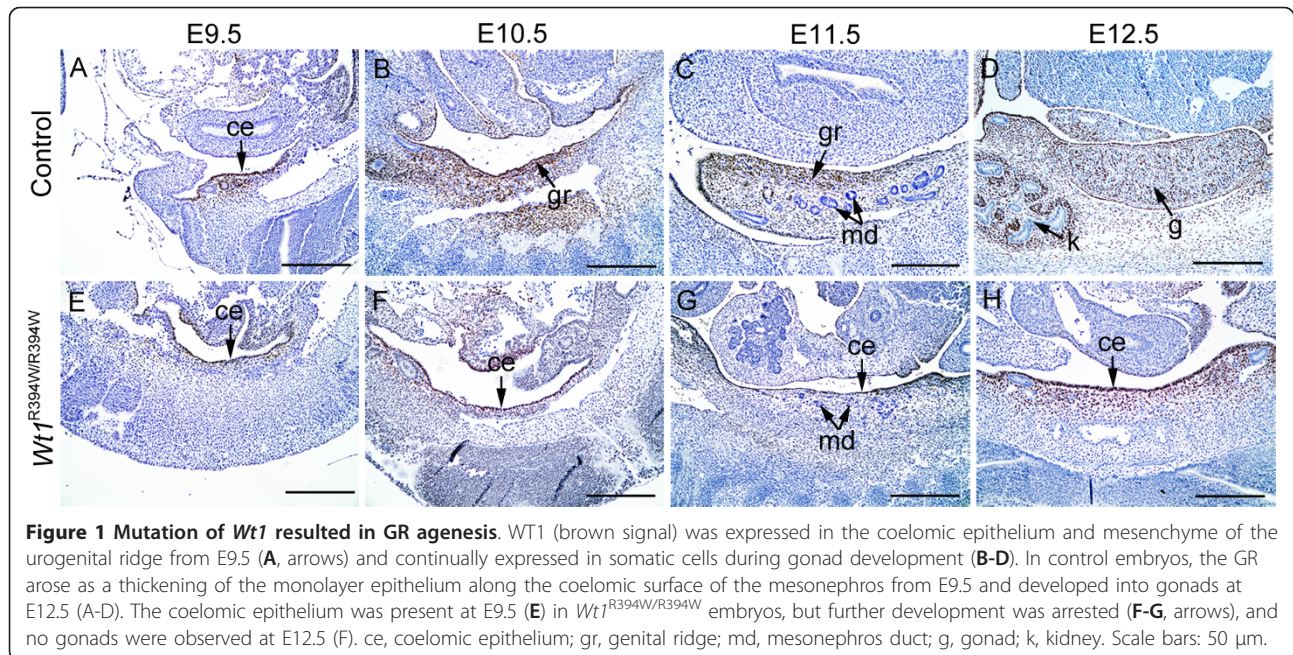 E9.5 E10.5 E11.5 E12.5
Control
A
ce
B
gr
C
gr
md
D
k
g
Wt1R394W/R394W
E
ce
F
ce
G
ce
md
H
ce
Figure 1 Mutation of Wt1 resulted in GR agenesis. WT1 (brown signal) was expressed in the coelomic epithelium and mesenchyme of the
urogenital ridge from E9.5 (A, arrows) and continually expressed in somatic cells during gonad development (B-D). In control embryos, the GR
arose as a thickening of the monolayer epithelium along the coelomic surface of the mesonephros from E9.5 and developed into gonads at
E12.5 (A-D). The coelomic epithelium was present at E9.5 (E) in Wt1R394W/R394W embryos, but further development was arrested (F-G, arrows), and
no gonads were observed at E12.5 (F). ce, coelomic epithelium; gr, genital ridge; md, mesonephros duct; g, gonad; k, kidney. Scale bars: 50 μm.